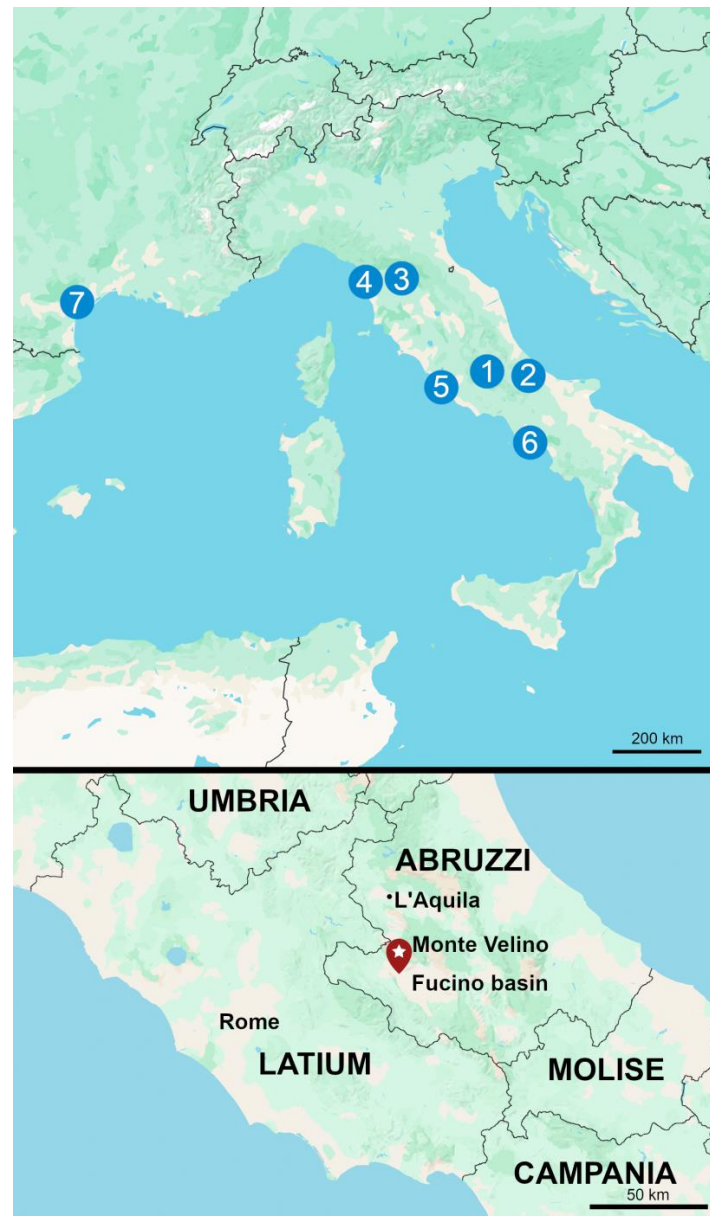 4
3
7
1
2
5
6
200 km
UMBRIA
ABRUZZI
L'Aquila
Monte Velino
Fucino basin
Rome
LATIUM
MOLISE
CAMPANIA
50 km